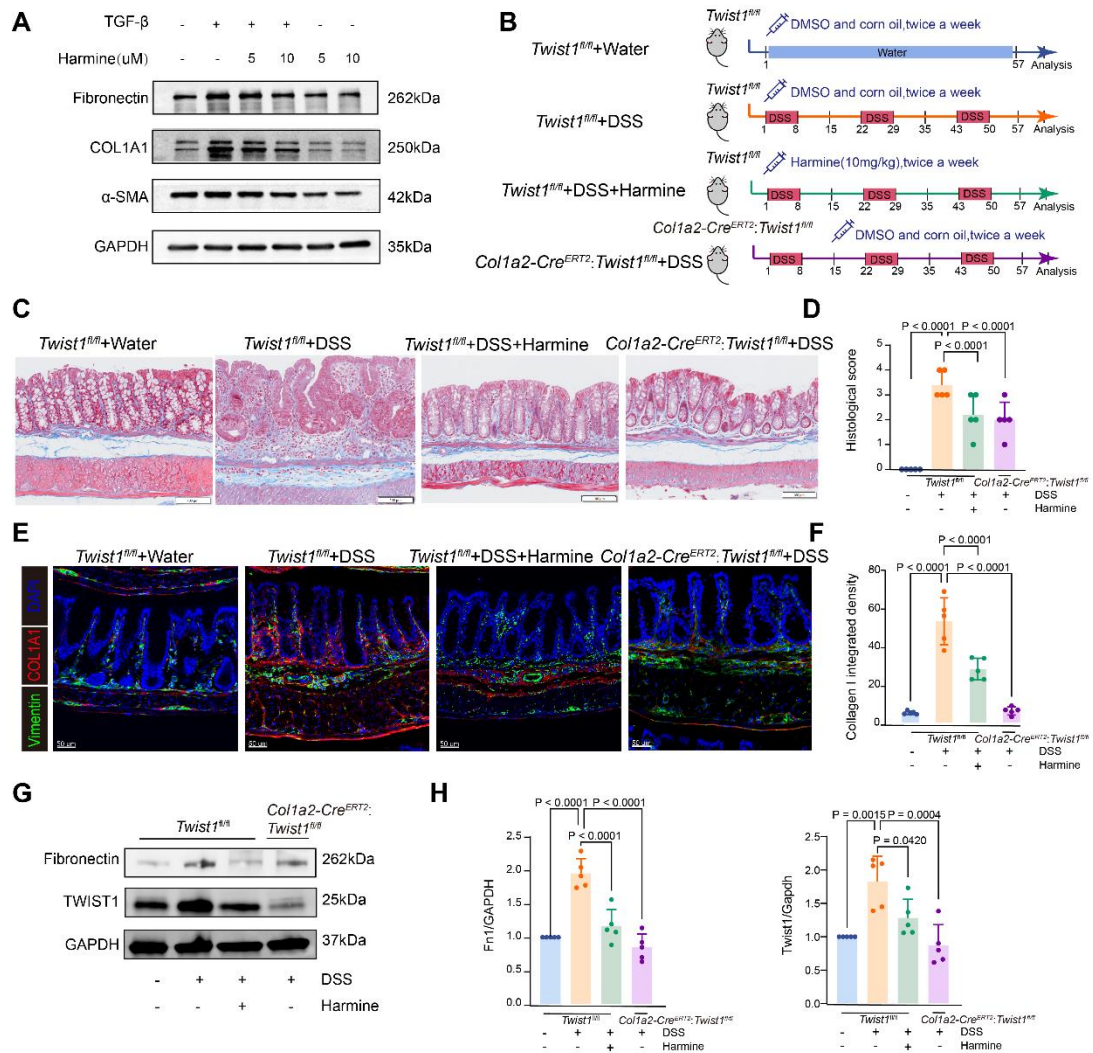 A
TGF-β - + + + - -
Harmine(uM) - - 5 10 5 10
Fibronectin 262kDa
COL1A1 250kDa
α-SMA 42kDa
GAPDH 35kDa
B
Twist1fl/fl
DMSO and corn oil,twice a week
Twist1fl/fl+Water
Water
1 57 Analysis
Twist1fl/fl
DMSO and corn oil,twice a week
Twist1fl/fl+DSS
DSS DSS DSS
1 8 15 22 29 35 43 50 57 Analysis
Twist1fl/fl
Harmine(10mg/kg),twice a week
Twist1fl/fl+DSS+Harmine
DSS DSS DSS
1 8 15 22 29 35 43 50 57 Analysis
Col1a2-CreERT2:Twist1fl/fl
DMSO and corn oil,twice a week
Col1a2-CreERT2:Twist1fl/fl+DSS
DSS DSS DSS
1 8 15 22 29 35 43 50 57 Analysis
C
Twist1fl/fl+Water Twist1fl/fl+DSS Twist1fl/fl+DSS+Harmine Col1a2-CreERT2:Twist1fl/fl+DSS
D
P < 0.0001 P < 0.0001
P < 0.0001
Histological score
5
4
3
2
1
0
Twist1fl/fl Col1a2-CreERT2:Twist1fl/fl
- + + + DSS
- - + - Harmine
E
Twist1fl/fl+Water Twist1fl/fl+DSS Twist1fl/fl+DSS+Harmine Col1a2-CreERT2:Twist1fl/fl+DSS
Vimentin COL1A1 DAPI
50 μm 50 μm 50 μm 50 μm
F
P < 0.0001
P < 0.0001 P < 0.0001
Collagen I integrated density
80
60
40
20
0
Twist1fl/fl Col1a2-CreERT2:Twist1fl/fl
- + + + DSS
- - + - Harmine
G
Col1a2-CreERT2:
Twist1fl/fl Twist1fl/fl
Fibronectin 262kDa
TWIST1 25kDa
GAPDH 37kDa
- + + + DSS
- - + - Harmine
H
P < 0.0001 P < 0.0001
P < 0.0001
Fn1/GAPDH
2.5
2.0
1.5
1.0
0.5
0.0
Twist1fl/fl Col1a2-CreERT2:Twist1fl/fl
- + + + DSS
- - + - Harmine
P = 0.0015 P = 0.0004
P = 0.0420
Twist1/Gapdh
2.5
2.0
1.5
1.0
0.5
0.0
Twist1fl/fl Col1a2-CreERT2:Twist1fl/fl
- + + + DSS
- - + - Harmine